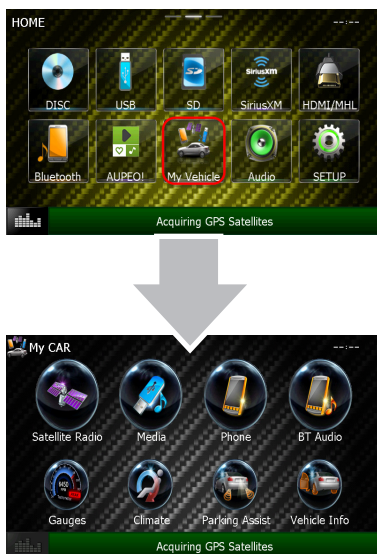 HOME
--:--
DISC
USB
SD
SiriusXM
HDMI/MHL
Bluetooth
AUPEO!
My Vehicle
Audio
SETUP
Acquiring GPS Satellites
My CAR
--:--
Satellite Radio
Media
Phone
BT Audio
Gauges
Climate
Parking Assist
Vehicle Info
Acquiring GPS Satellites